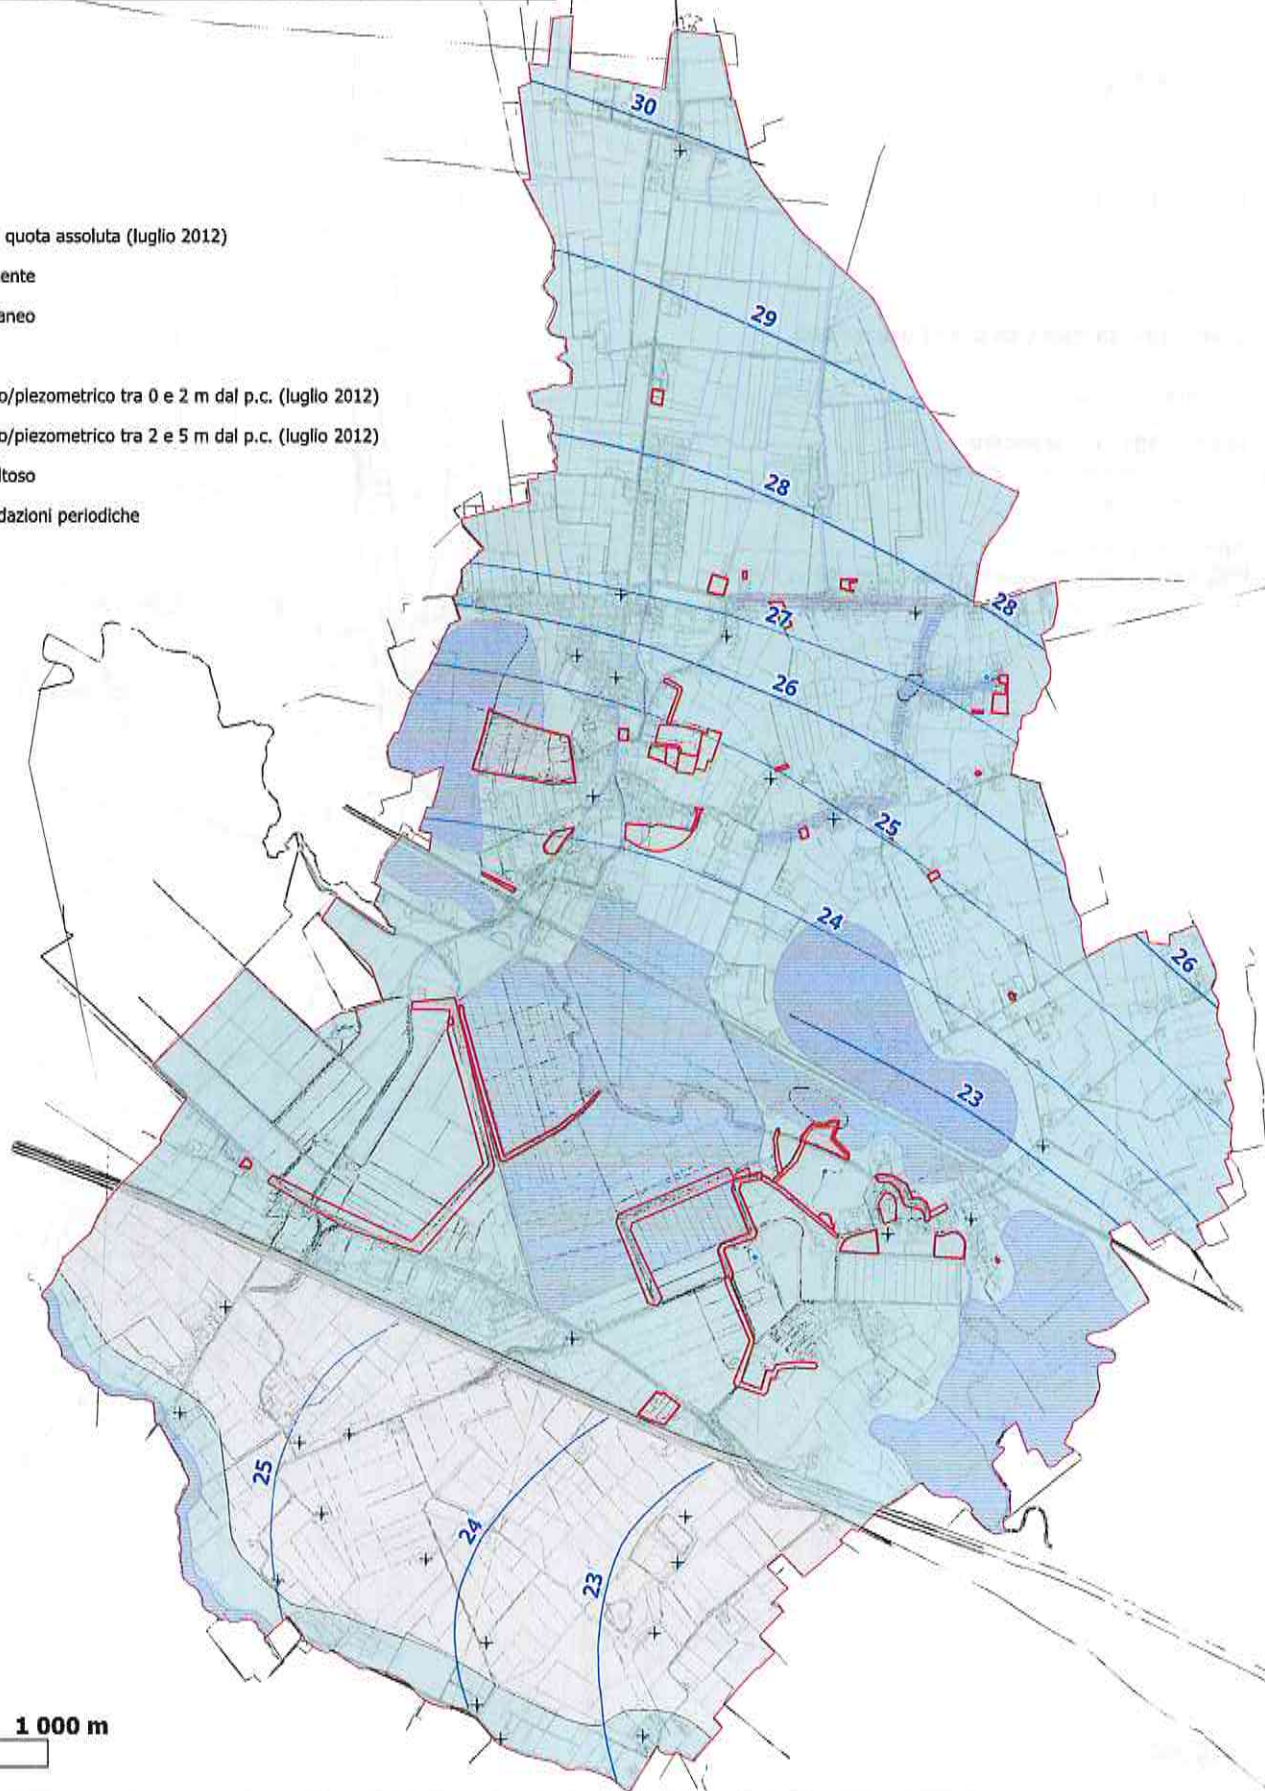 30
quota assoluta (luglio 2012)
ente
aneo
29
o/piezometrico tra 0 e 2 m dal p.c. (luglio 2012)
o/piezometrico tra 2 e 5 m dal p.c. (luglio 2012)
ltoso
28
dazioni periodiche
28
27
26
25
24
26
23
25
24
23
1 000 m